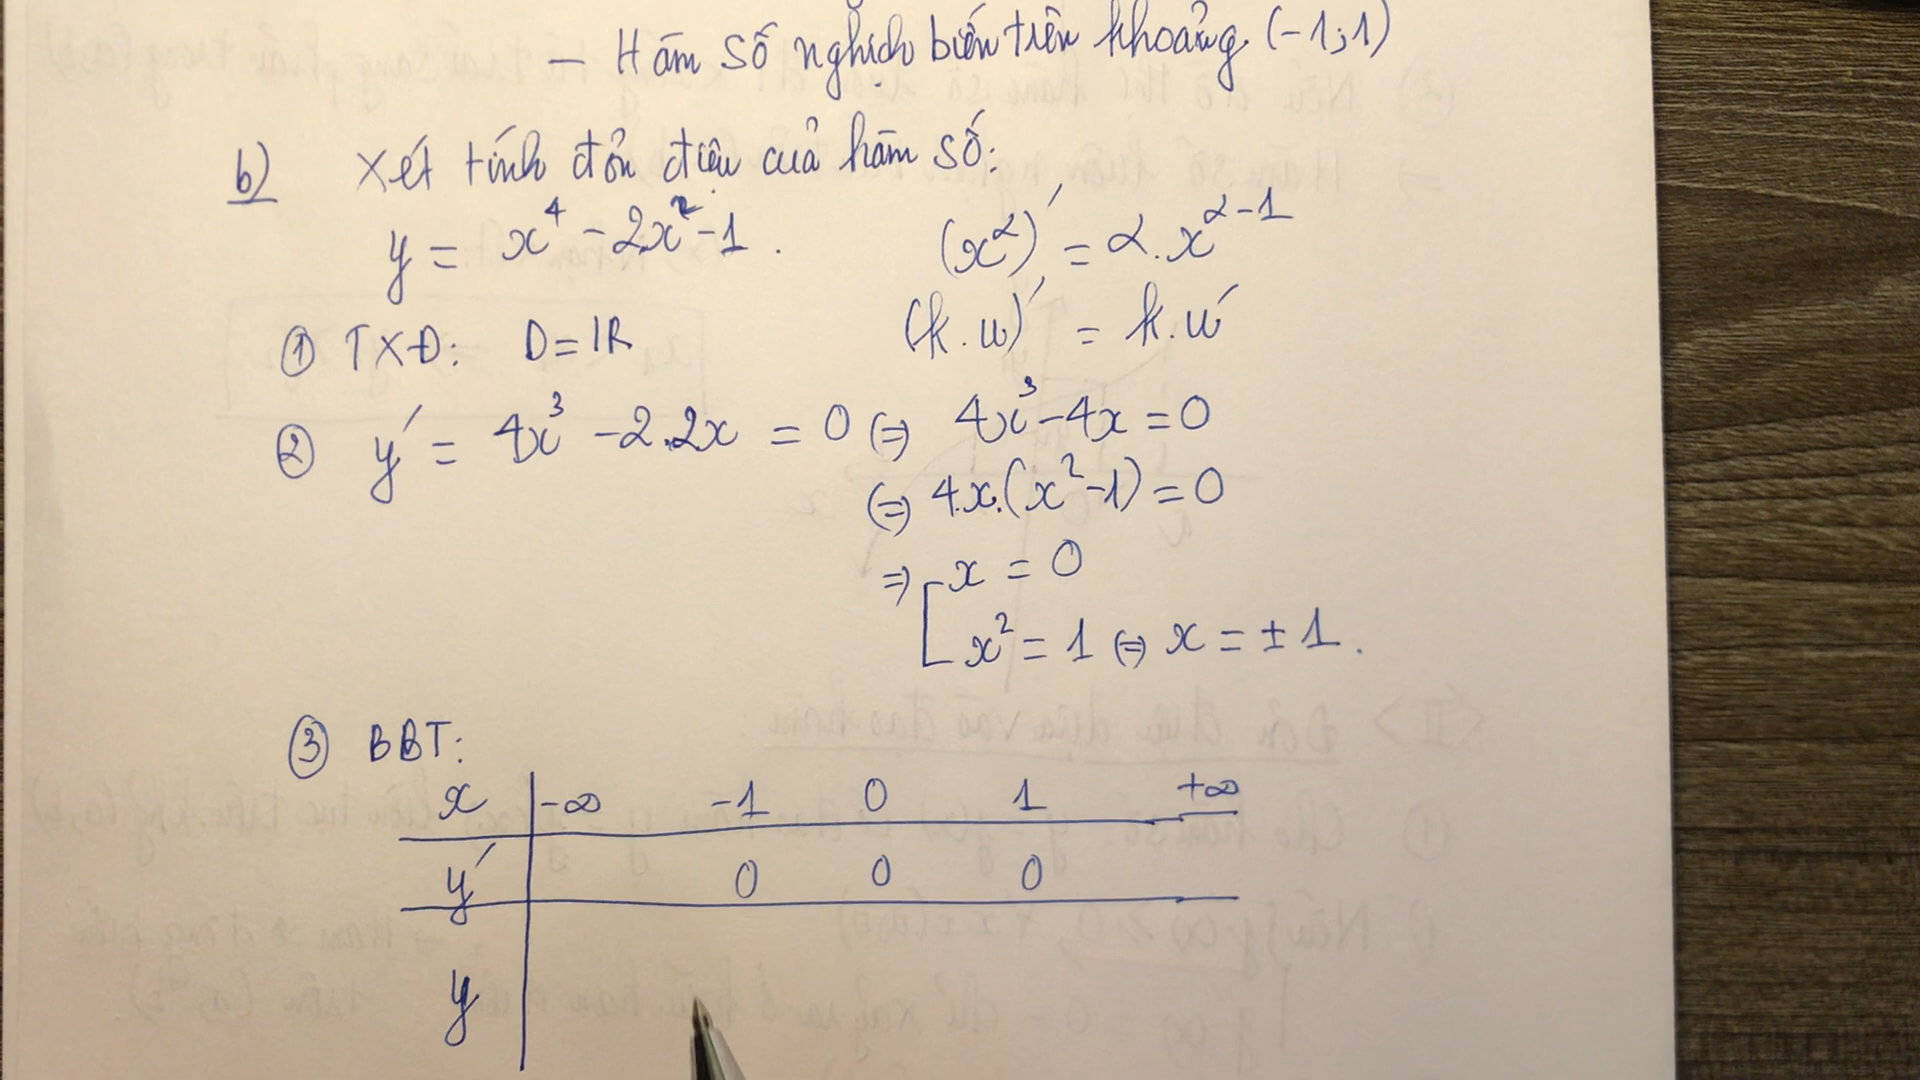 - Hàm số nghịch biến trên khoảng (-1;1)
b) Xét tính đơn điệu của hàm số:
y = x⁴ - 2x² - 1.
(x^α)' = α.x^(α-1)
(k.u)' = k.u'
① TXĐ: D = ℝ
② y' = 4x³ - 2.2x = 0 ⇔ 4x³ - 4x = 0
⇔ 4.x.(x² - 1) = 0
⇒ [ x = 0
x² = 1 ⇔ x = ± 1.
③ BBT:
x | -∞ -1 0 1 +∞
y' | 0 0 0
y |